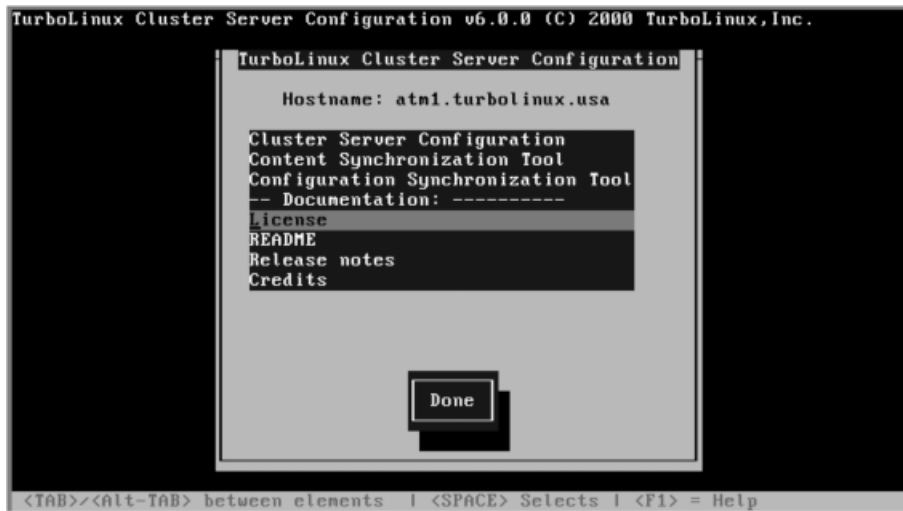 TurboLinux Cluster Server Configuration v6.0.0 (C) 2000 TurboLinux,Inc.
TurboLinux Cluster Server Configuration
Hostname: atm1.turbolinux.usa
Cluster Server Configuration
Content Synchronization Tool
Configuration Synchronization Tool
-- Documentation: ----------
License
README
Release notes
Credits
Done
<TAB>/<Alt-TAB> between elements | <SPACE> Selects | <F1> = Help